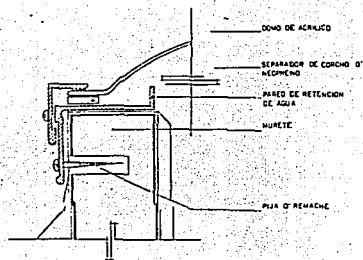 DOMO DE ACRILICO
SEPARADOR DE CORCHO O'
NEOPRENO
PARED DE RETENCION
DE AGUA
MURETE
PIJA O' REMACHE